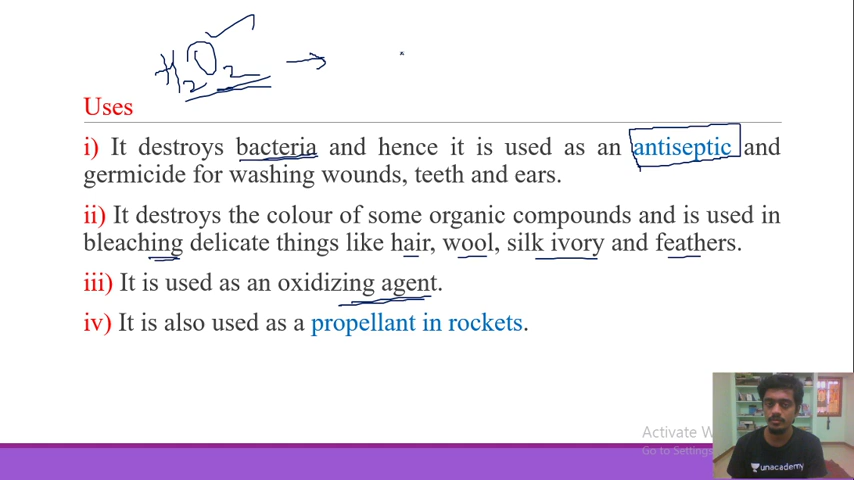 H2O2 →
Uses
i) It destroys bacteria and hence it is used as an antiseptic and
germicide for washing wounds, teeth and ears.
ii) It destroys the colour of some organic compounds and is used in
bleaching delicate things like hair, wool, silk ivory and feathers.
iii) It is used as an oxidizing agent.
iv) It is also used as a propellant in rockets.
Activate W
Go to Settings
unacademy